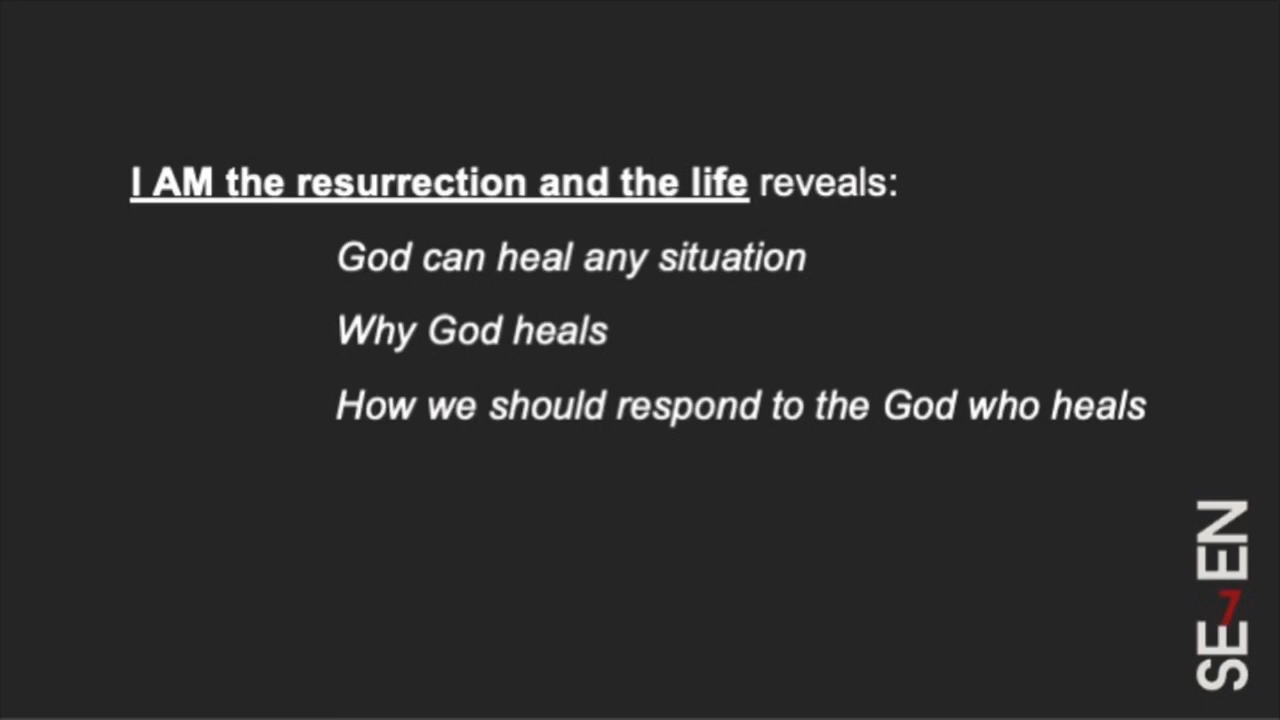 I AM the resurrection and the life reveals:
God can heal any situation
Why God heals
How we should respond to the God who heals
SE7EN